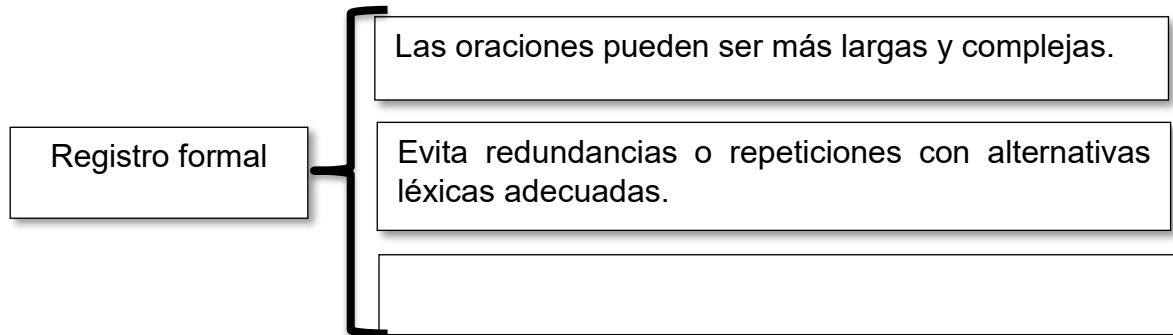 Las oraciones pueden ser más largas y complejas.
Registro formal
Evita redundancias o repeticiones con alternativas
léxicas adecuadas.